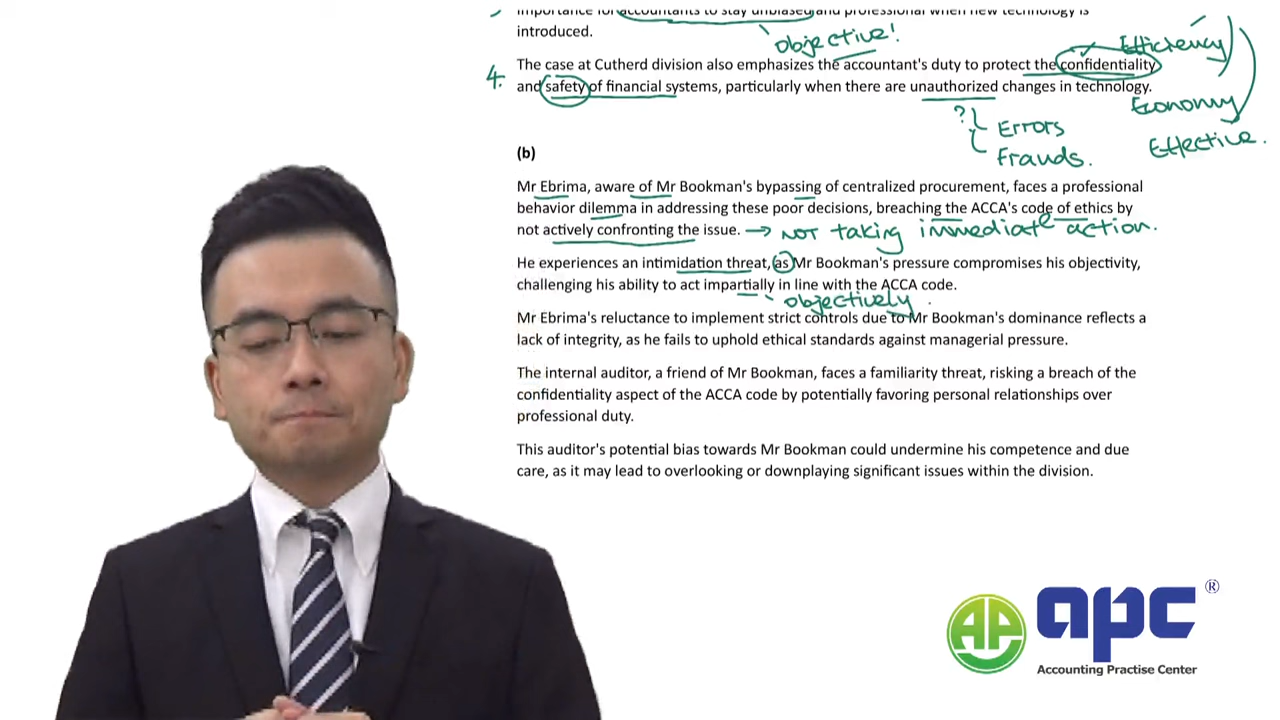 importance for accountants to stay unbiased and professional when new technology is
introduced.
objective!
Efficiency
4. The case at Cutherd division also emphasizes the accountant's duty to protect the confidentiality
and safety of financial systems, particularly when there are unauthorized changes in technology.
Economy
? Errors
Effective.
Frauds.
(b)
Mr Ebrima, aware of Mr Bookman's bypassing of centralized procurement, faces a professional
behavior dilemma in addressing these poor decisions, breaching the ACCA's code of ethics by
not actively confronting the issue. → NOT taking immediate action.
He experiences an intimidation threat, as Mr Bookman's pressure compromises his objectivity,
challenging his ability to act impartially in line with the ACCA code.
objectively.
Mr Ebrima's reluctance to implement strict controls due to Mr Bookman's dominance reflects a
lack of integrity, as he fails to uphold ethical standards against managerial pressure.
The internal auditor, a friend of Mr Bookman, faces a familiarity threat, risking a breach of the
confidentiality aspect of the ACCA code by potentially favoring personal relationships over
professional duty.
This auditor's potential bias towards Mr Bookman could undermine his competence and due
care, as it may lead to overlooking or downplaying significant issues within the division.
AP apc ®
Accounting Practise Center